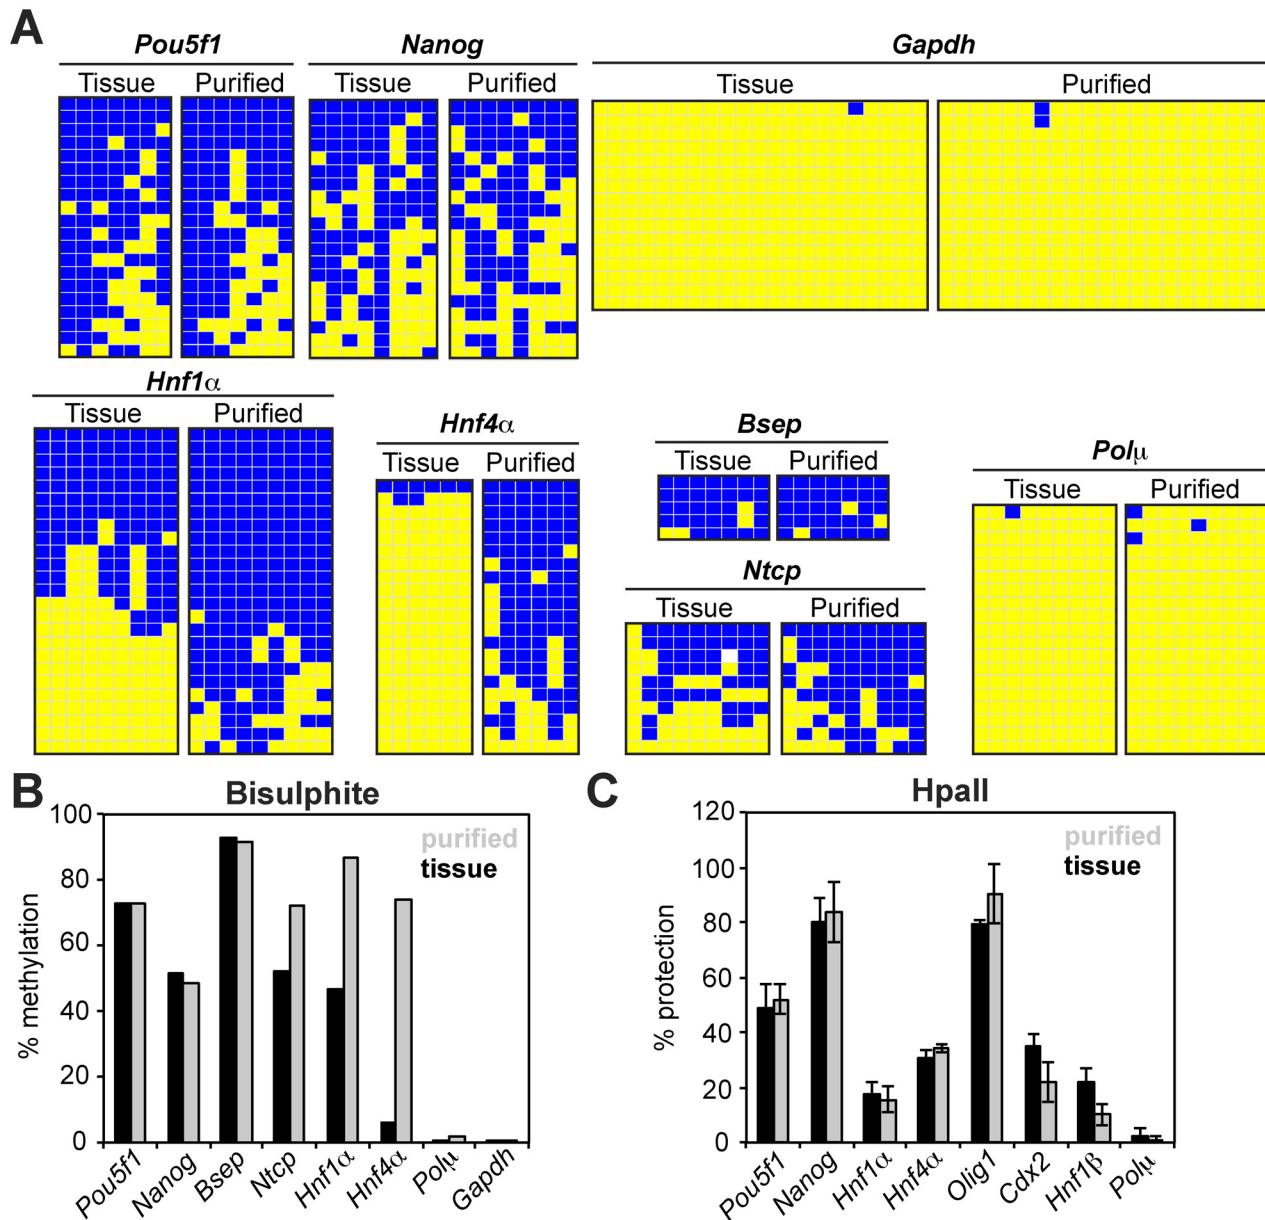 A
Pou5f1 Nanog Gapdh
Tissue Purified Tissue Purified Tissue Purified
Hnf1α
Tissue Purified
Hnf4α
Tissue Purified
Bsep
Tissue Purified
Ntcp
Tissue Purified
Polμ
Tissue Purified
B
Bisulphite
purified
tissue
% methylation
100
80
60
40
20
0
Pou5f1 Nanog Bsep Ntcp Hnf1α Hnf4α Polμ Gapdh
C
HpaII
purified
tissue
% protection
120
100
80
60
40
20
0
Pou5f1 Nanog Hnf1α Hnf4α Olig1 Cdx2 Hnf1β Polμ